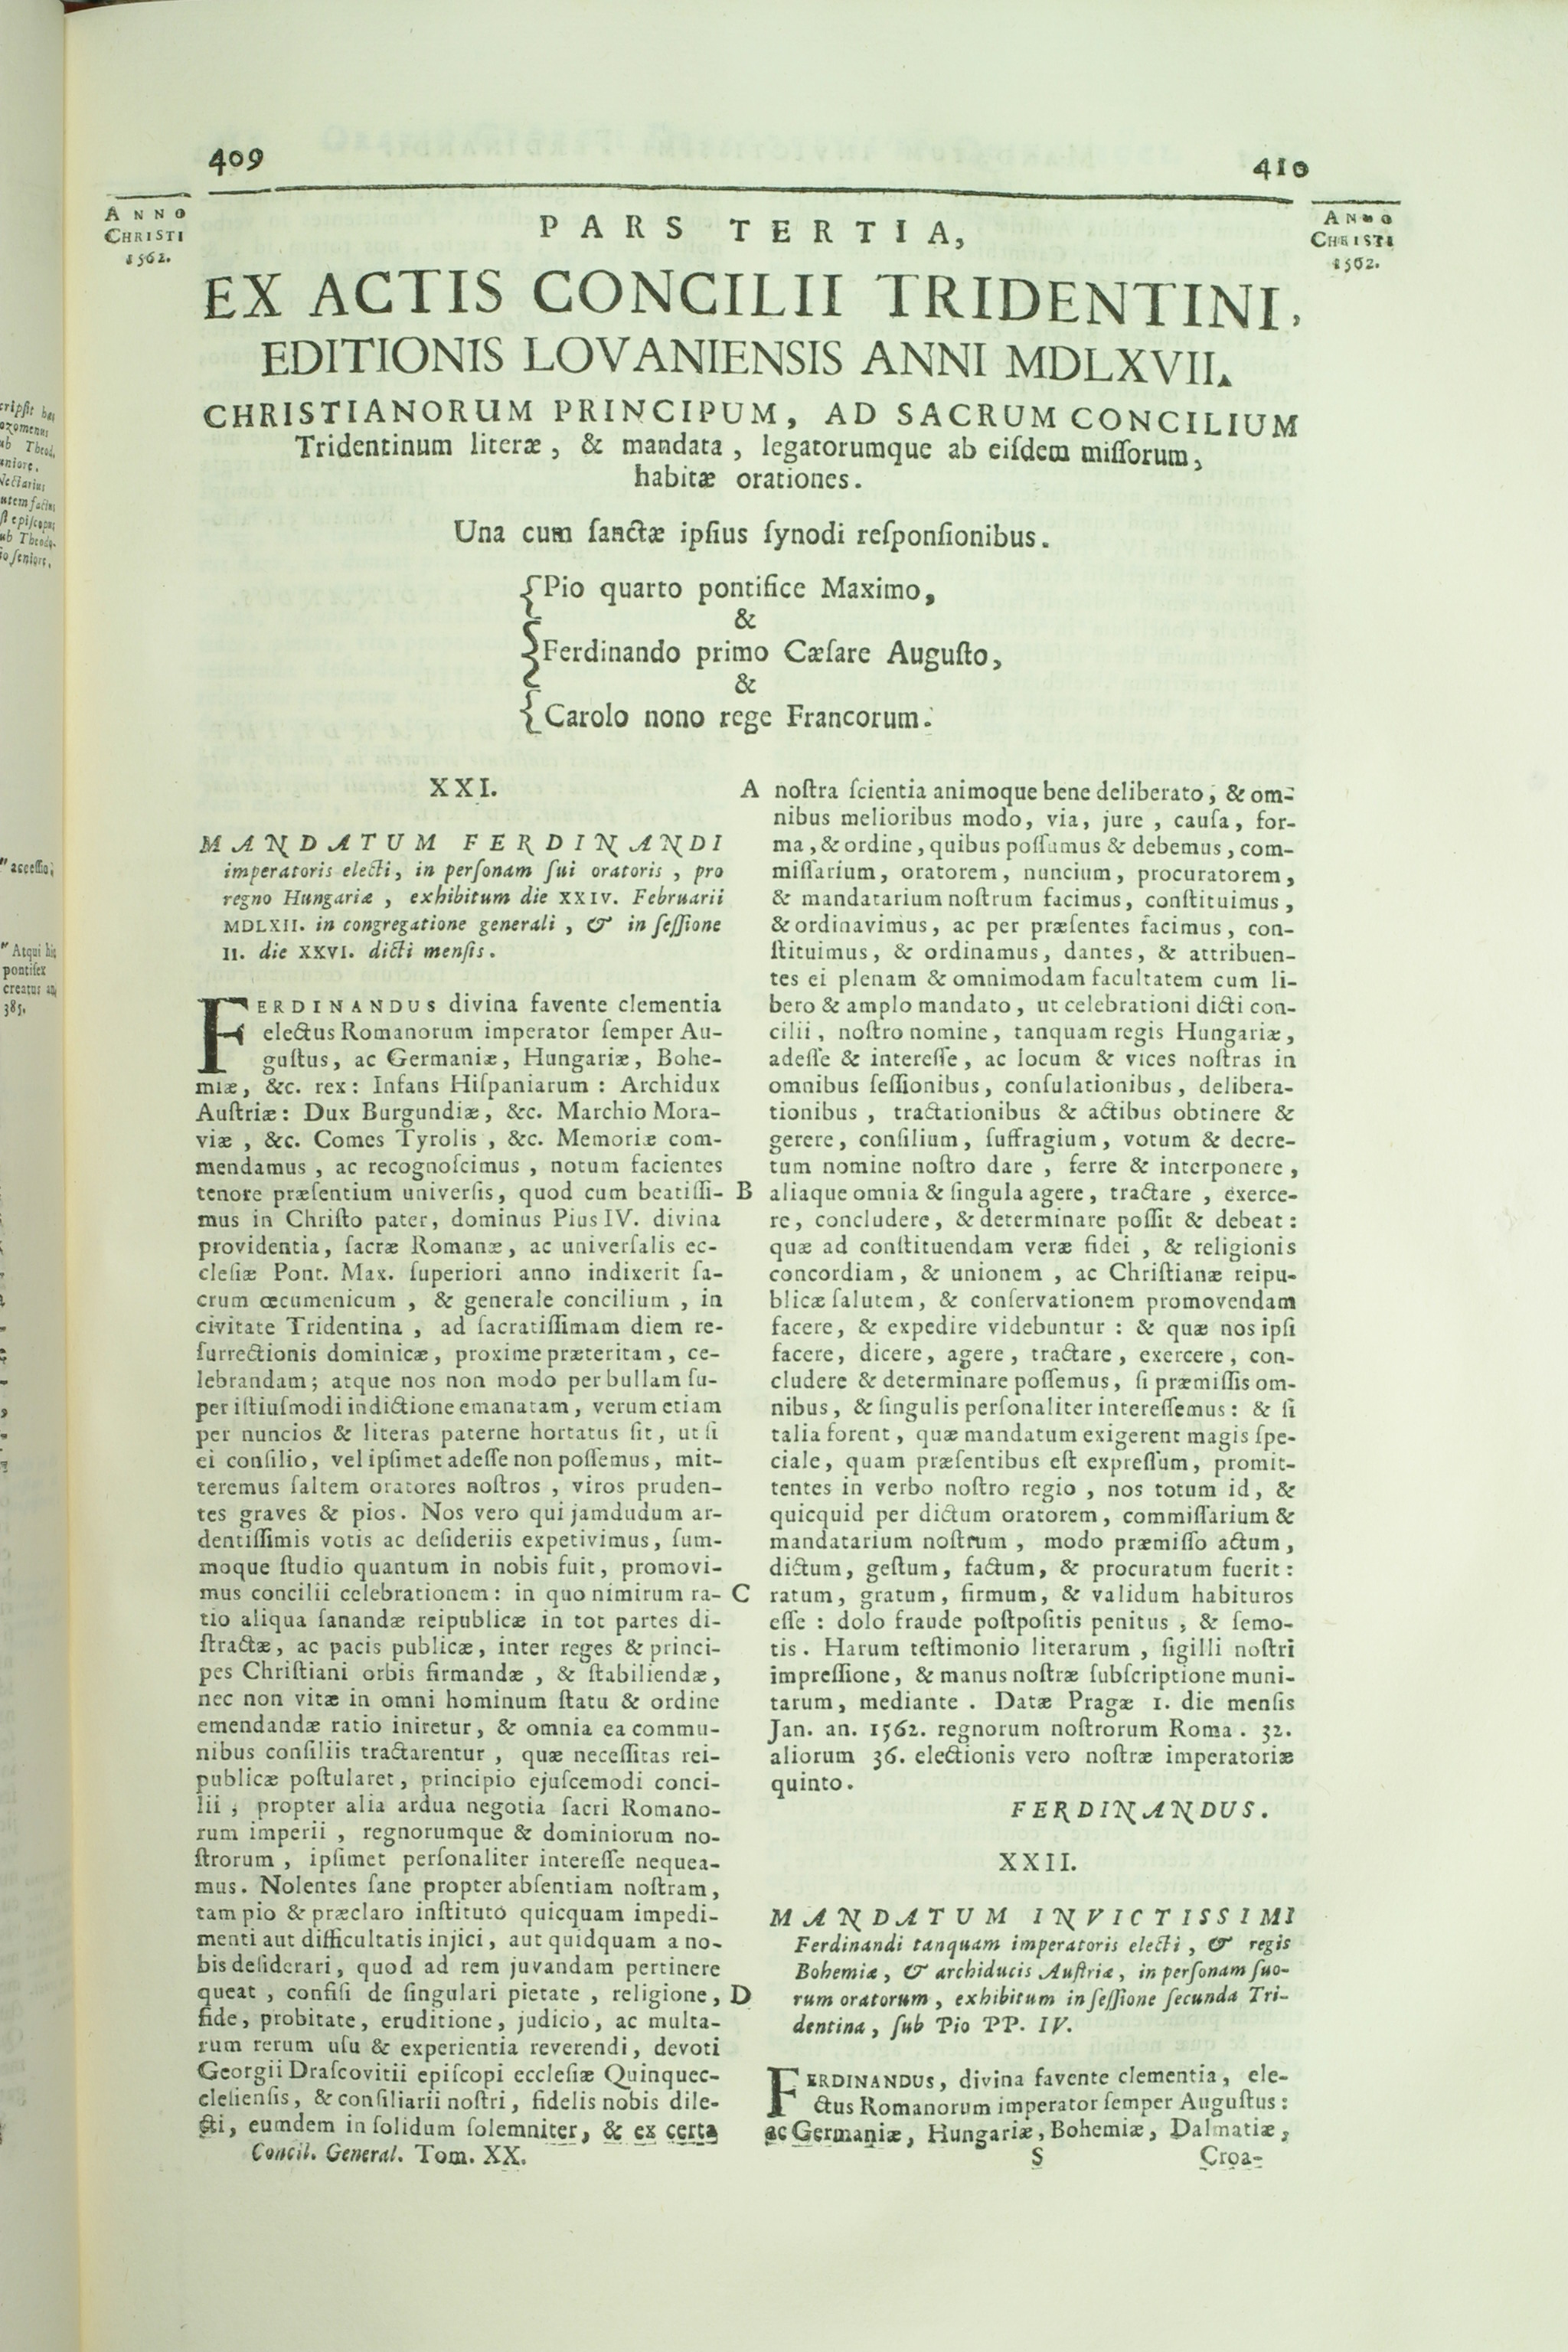 409
410
ANNO
CHRISTI
1562.
ANNO
CHRISTI
1562.
PARS TERTIA,
EX ACTIS CONCILII TRIDENTINI,
EDITIONIS LOVANIENSIS ANNI MDLXVII.
CHRISTIANORUM PRINCIPUM, AD SACRUM CONCILIUM
Tridentinum literæ, & mandata, legatorumque ab eiſdem miſſorum,
habitæ orationes.
Una cum ſanctæ ipſius ſynodi reſponſionibus.
Pio quarto pontifice Maximo,
&
Ferdinando primo Cæſare Auguſto,
&
Carolo nono rege Francorum.
XXI.
MANDATUM FERDINANDI
imperatoris electi, in perſonam ſui oratoris, pro
regno Hungariæ, exhibitum die XXIV. Februarii
MDLXII. in congregatione generali, & in ſeſſione
II. die XXVI. dicti menſis.
FERDINANDUS divina favente clementia
electus Romanorum imperator ſemper Au-
guſtus, ac Germaniæ, Hungariæ, Bohe-
miæ, &c. rex: Infans Hiſpaniarum: Archidux
Auſtriæ: Dux Burgundiæ, &c. Marchio Mora-
viæ, &c. Comes Tyrolis, &c. Memoriæ com-
mendamus, ac recognoſcimus, notum facientes
tenore præſentium univerſis, quod cum beatiſſi-
mus in Chriſto pater, dominus Pius IV. divina
providentia, ſacræ Romanæ, ac univerſalis ec-
cleſiæ Pont. Max. ſuperiori anno indixerit ſa-
crum œcumenicum, & generale concilium, in
civitate Tridentina, ad ſacratiſſimam diem re-
ſurrectionis dominicæ, proxime præteritam, ce-
lebrandam; atque nos non modo per bullam ſu-
per iſtiuſmodi indictione emanatam, verum etiam
per nuncios & literas paterne hortatus ſit, ut ſi
ei conſilio, vel ipſimet adeſſe non poſſemus, mit-
teremus ſaltem oratores noſtros, viros pruden-
tes graves & pios. Nos vero qui jamdudum ar-
dentiſſimis votis ac deſideriis expetivimus, ſum-
moque ſtudio quantum in nobis fuit, promovi-
mus concilii celebrationem: in quo nimirum ra-
tio aliqua ſanandæ reipublicæ in tot partes di-
ſtractæ, ac pacis publicæ, inter reges & princi-
pes Chriſtiani orbis firmandæ, & ſtabiliendæ,
nec non vitæ in omni hominum ſtatu & ordine
emendandæ ratio iniretur, & omnia ea commu-
nibus conſiliis tractarentur, quæ neceſſitas rei-
publicæ poſtularet, principio ejuſcemodi conci-
lii, propter alia ardua negotia ſacri Romano-
rum imperii, regnorumque & dominiorum no-
ſtrorum, ipſimet perſonaliter intereſſe nequea-
mus. Nolentes ſane propter abſentiam noſtram,
tam pio & præclaro inſtituto quicquam impedi-
menti aut difficultatis injici, aut quidquam a no-
bis deſiderari, quod ad rem juvandam pertinere
queat, confiſi de ſingulari pietate, religione,
fide, probitate, eruditione, judicio, ac multa-
rum rerum uſu & experientia reverendi, devoti
Georgii Draſcovitii epiſcopi eccleſiæ Quinquec-
cleſienſis, & conſiliarii noſtri, fidelis nobis dile-
cti, eumdem in ſolidum ſolemniter, & ex certa
Concil. General. Tom. XX.
A
B
C
D
noſtra ſcientia animoque bene deliberato, & om-
nibus melioribus modo, via, jure, cauſa, for-
ma, & ordine, quibus poſſumus & debemus, com-
miſſarium, oratorem, nuncium, procuratorem,
& mandatarium noſtrum facimus, conſtituimus,
& ordinavimus, ac per præſentes facimus, con-
ſtituimus, & ordinamus, dantes, & attribuen-
tes ei plenam & omnimodam facultatem cum li-
bero & amplo mandato, ut celebrationi dicti con-
cilii, noſtro nomine, tanquam regis Hungariæ,
adeſſe & intereſſe, ac locum & vices noſtras in
omnibus ſeſſionibus, conſulationibus, delibera-
tionibus, tractationibus & actibus obtinere &
gerere, conſilium, ſuffragium, votum & decre-
tum nomine noſtro dare, ferre & interponere,
aliaque omnia & ſingula agere, tractare, exerce-
re, concludere, & determinare poſſit & debeat:
quæ ad conſtituendam veræ fidei, & religionis
concordiam, & unionem, ac Chriſtianæ reipu-
blicæ ſalutem, & conſervationem promovendam
facere, & expedire videbuntur: & quæ nos ipſi
facere, dicere, agere, tractare, exercere, con-
cludere & determinare poſſemus, ſi præmiſſis om-
nibus, & ſingulis perſonaliter intereſſemus: & ſi
talia forent, quæ mandatum exigerent magis ſpe-
ciale, quam præſentibus eſt expreſſum, promit-
tentes in verbo noſtro regio, nos totum id, &
quicquid per dictum oratorem, commiſſarium &
mandatarium noſtrum, modo præmiſſo actum,
dictum, geſtum, factum, & procuratum fuerit:
ratum, gratum, firmum, & validum habituros
eſſe: dolo fraude poſtpoſitis penitus, & ſemo-
tis. Harum teſtimonio literarum, ſigilli noſtri
impreſſione, & manus noſtræ ſubſcriptione muni-
tarum, mediante. Datæ Pragæ 1. die menſis
Jan. an. 1562. regnorum noſtrorum Roma. 32.
aliorum 36. electionis vero noſtræ imperatoriæ
quinto.
FERDINANDUS.
XXII.
MANDATUM INVICTISSIMI
Ferdinandi tanquam imperatoris electi, & regis
Bohemiæ, & archiducis Auſtriæ, in perſonam ſuo-
rum oratorum, exhibitum in ſeſſione ſecunda Tri-
dentina, ſub Pio PP. IV.
FERDINANDUS, divina favente clementia, ele-
ctus Romanorum imperator ſemper Auguſtus:
ac Germaniæ, Hungariæ, Bohemiæ, Dalmatiæ,
S
Croa-